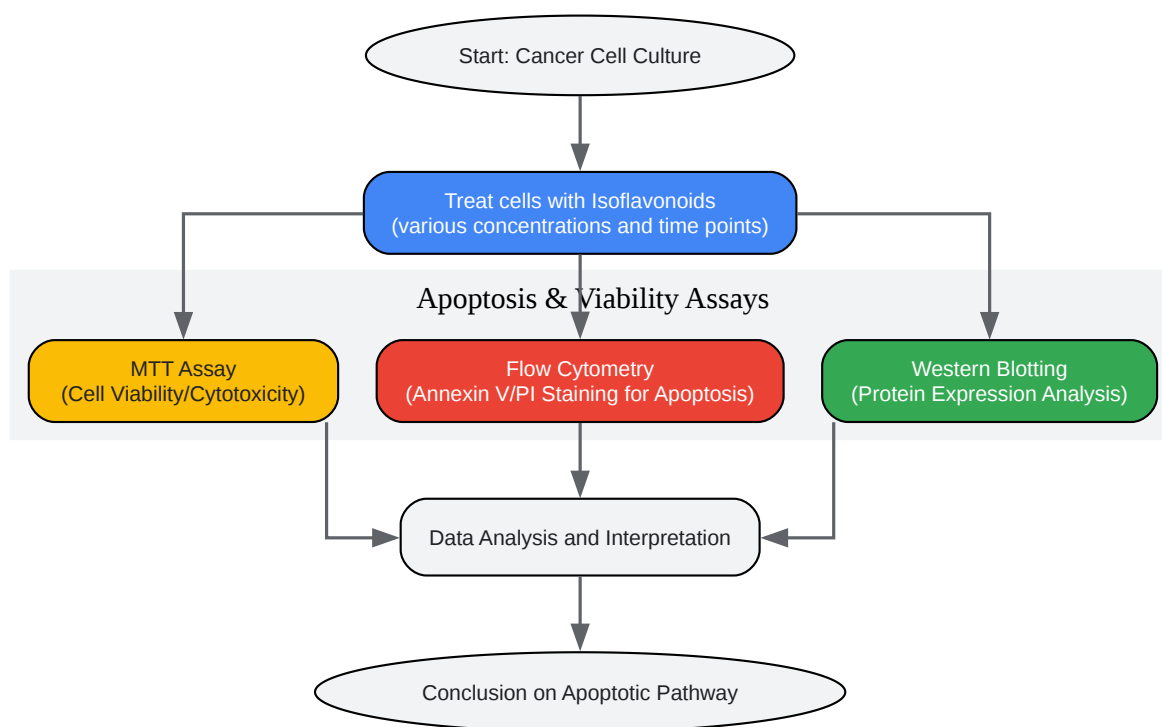 Start: Cancer Cell Culture
Treat cells with Isoflavonoids
(various concentrations and time points)
Apoptosis & Viability Assays
MTT Assay
(Cell Viability/Cytotoxicity)
Flow Cytometry
(Annexin V/PI Staining for Apoptosis)
Western Blotting
(Protein Expression Analysis)
Data Analysis and Interpretation
Conclusion on Apoptotic Pathway